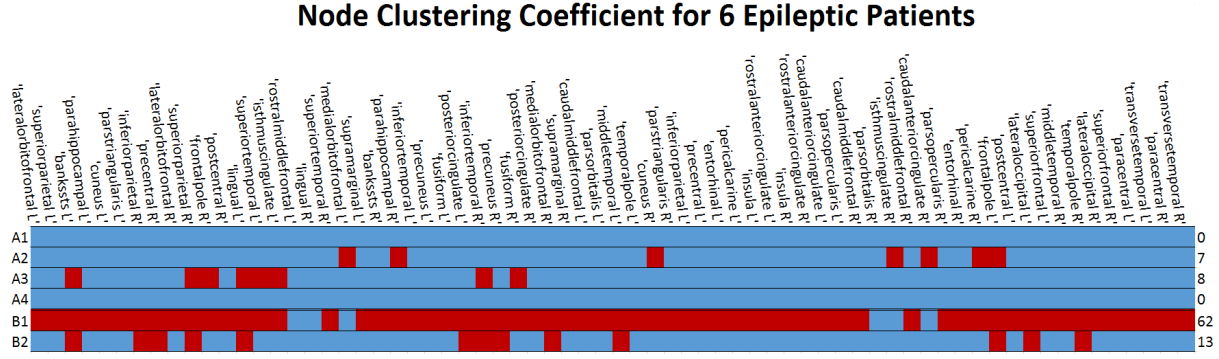 Node Clustering Coefficient for 6 Epileptic Patients
'lateralorbitofrontal L'
'superiorparietal L'
'bankssts L'
'parahippocampal L'
'cuneus L'
'parstriangularis L'
'inferiorparietal R'
'precentral R'
'lateralorbitofrontal R'
'superiorparietal R'
'frontalpole R'
'postcentral R'
'lingual L'
'superiortemporal L'
'isthmuscingulate L'
'rostralmiddlefrontal L'
'lingual R'
'superiortemporal R'
'medialorbitofrontal L'
'supramarginal L'
'bankssts R'
'parahippocampal R'
'inferiortemporal L'
'precuneus L'
'fusiform L'
'posteriorcingulate L'
'inferiortemporal R'
'precuneus R'
'fusiform R'
'posteriorcingulate R'
'medialorbitofrontal R'
'supramarginal R'
'caudalmiddlefrontal L'
'parsorbitalis L'
'middletemporal L'
'temporalpole L'
'cuneus R'
'parstriangularis R'
'inferiorparietal L'
'precentral L'
'entorhinal L'
'pericalcarine L'
'insula L'
'rostralanteriorcingulate L'
'insula R'
'rostralanteriorcingulate R'
'caudalanteriorcingulate L'
'parsopercularis L'
'caudalmiddlefrontal R'
'parsorbitalis R'
'isthmuscingulate R'
'rostralmiddlefrontal R'
'caudalanteriorcingulate R'
'parsopercularis R'
'entorhinal R'
'pericalcarine R'
'frontalpole L'
'postcentral L'
'lateraloccipital L'
'superiorfrontal L'
'middletemporal R'
'temporalpole R'
'lateraloccipital R'
'superiorfrontal R'
'paracentral L'
'transversetemporal L'
'paracentral R'
'transversetemporal R'
A1 0
A2 7
A3 8
A4 0
B1 62
B2 13